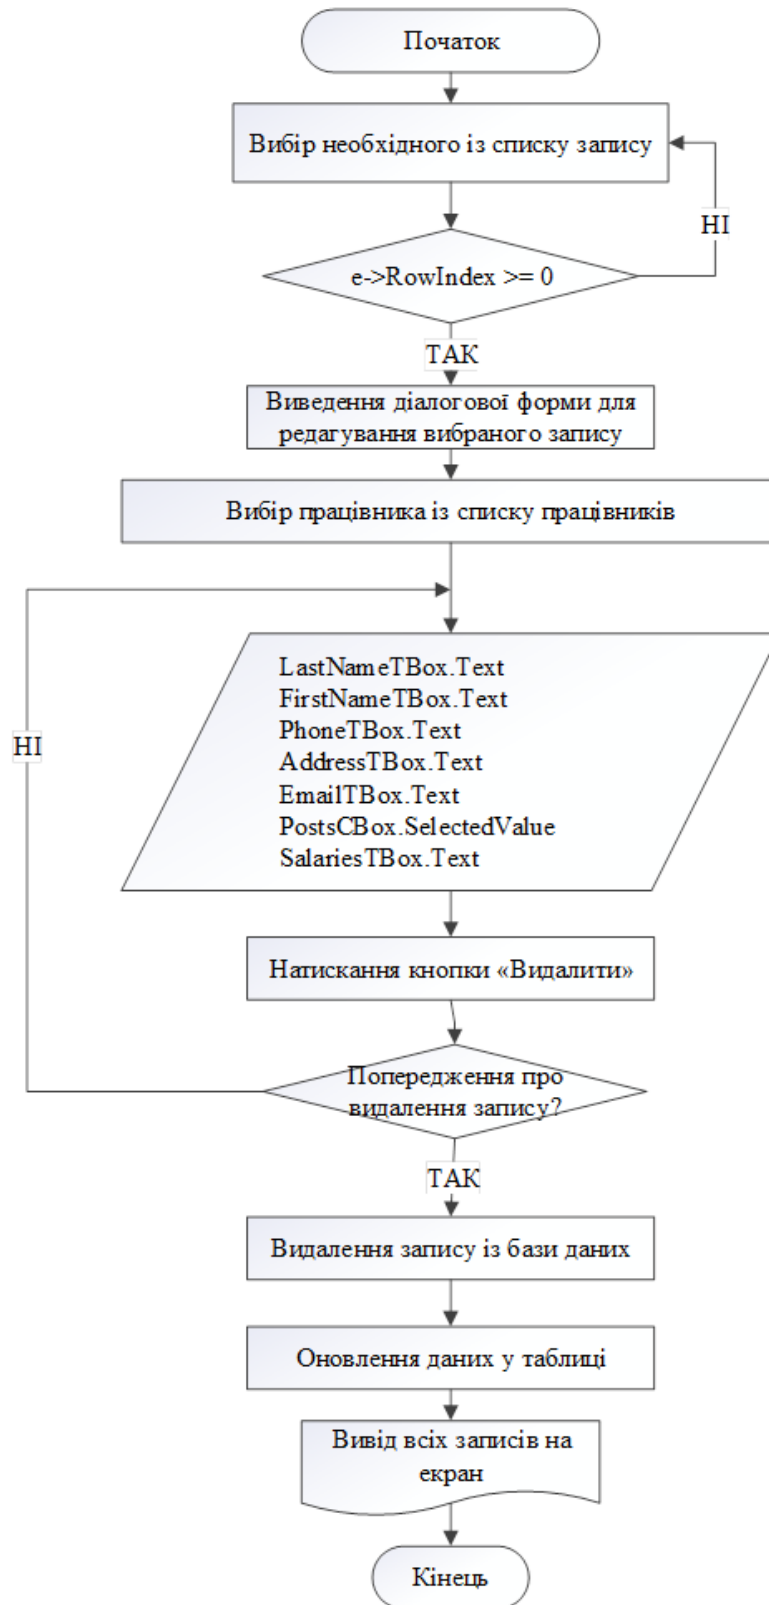 Початок
Вибір необхідного із списку запису
НІ
e->RowIndex >= 0
ТАК
Виведення діалогової форми для
редагування вибраного запису
Вибір працівника із списку працівників
LastNameTBox.Text
FirstNameTBox.Text
PhoneTBox.Text
AddressTBox.Text
EmailTBox.Text
PostsCBox.SelectedValue
SalariesTBox.Text
НІ
Натискання кнопки «Видалити»
Попередження про
видалення запису?
ТАК
Видалення запису із бази даних
Оновлення даних у таблиці
Вивід всіх записів на
екран
Кінець